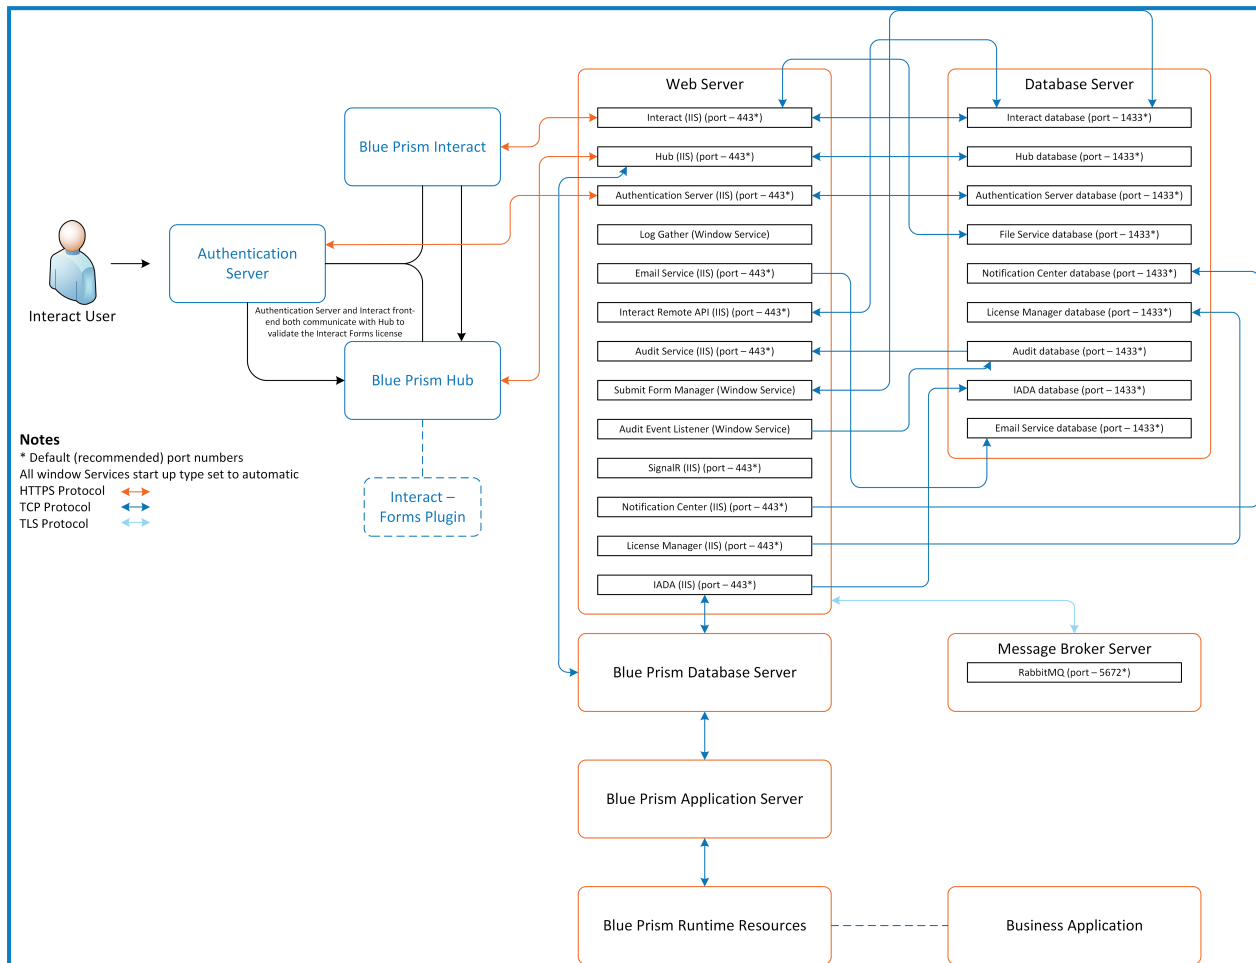 Interact User
Authentication
Server
Blue Prism Interact
Authentication Server and Interact front-
end both communicate with Hub to
validate the Interact Forms license
Blue Prism Hub
Interact –
Forms Plugin
Notes
* Default (recommended) port numbers
All window Services start up type set to automatic
HTTPS Protocol
TCP Protocol
TLS Protocol
Web Server
Interact (IIS) (port – 443*)
Hub (IIS) (port – 443*)
Authentication Server (IIS) (port – 443*)
Log Gather (Window Service)
Email Service (IIS) (port – 443*)
Interact Remote API (IIS) (port – 443*)
Audit Service (IIS) (port – 443*)
Submit Form Manager (Window Service)
Audit Event Listener (Window Service)
SignalR (IIS) (port – 443*)
Notification Center (IIS) (port – 443*)
License Manager (IIS) (port – 443*)
IADA (IIS) (port – 443*)
Database Server
Interact database (port – 1433*)
Hub database (port – 1433*)
Authentication Server database (port – 1433*)
File Service database (port – 1433*)
Notification Center database (port – 1433*)
License Manager database (port – 1433*)
Audit database (port – 1433*)
IADA database (port – 1433*)
Email Service database (port – 1433*)
Blue Prism Database Server
Message Broker Server
RabbitMQ (port – 5672*)
Blue Prism Application Server
Blue Prism Runtime Resources
Business Application